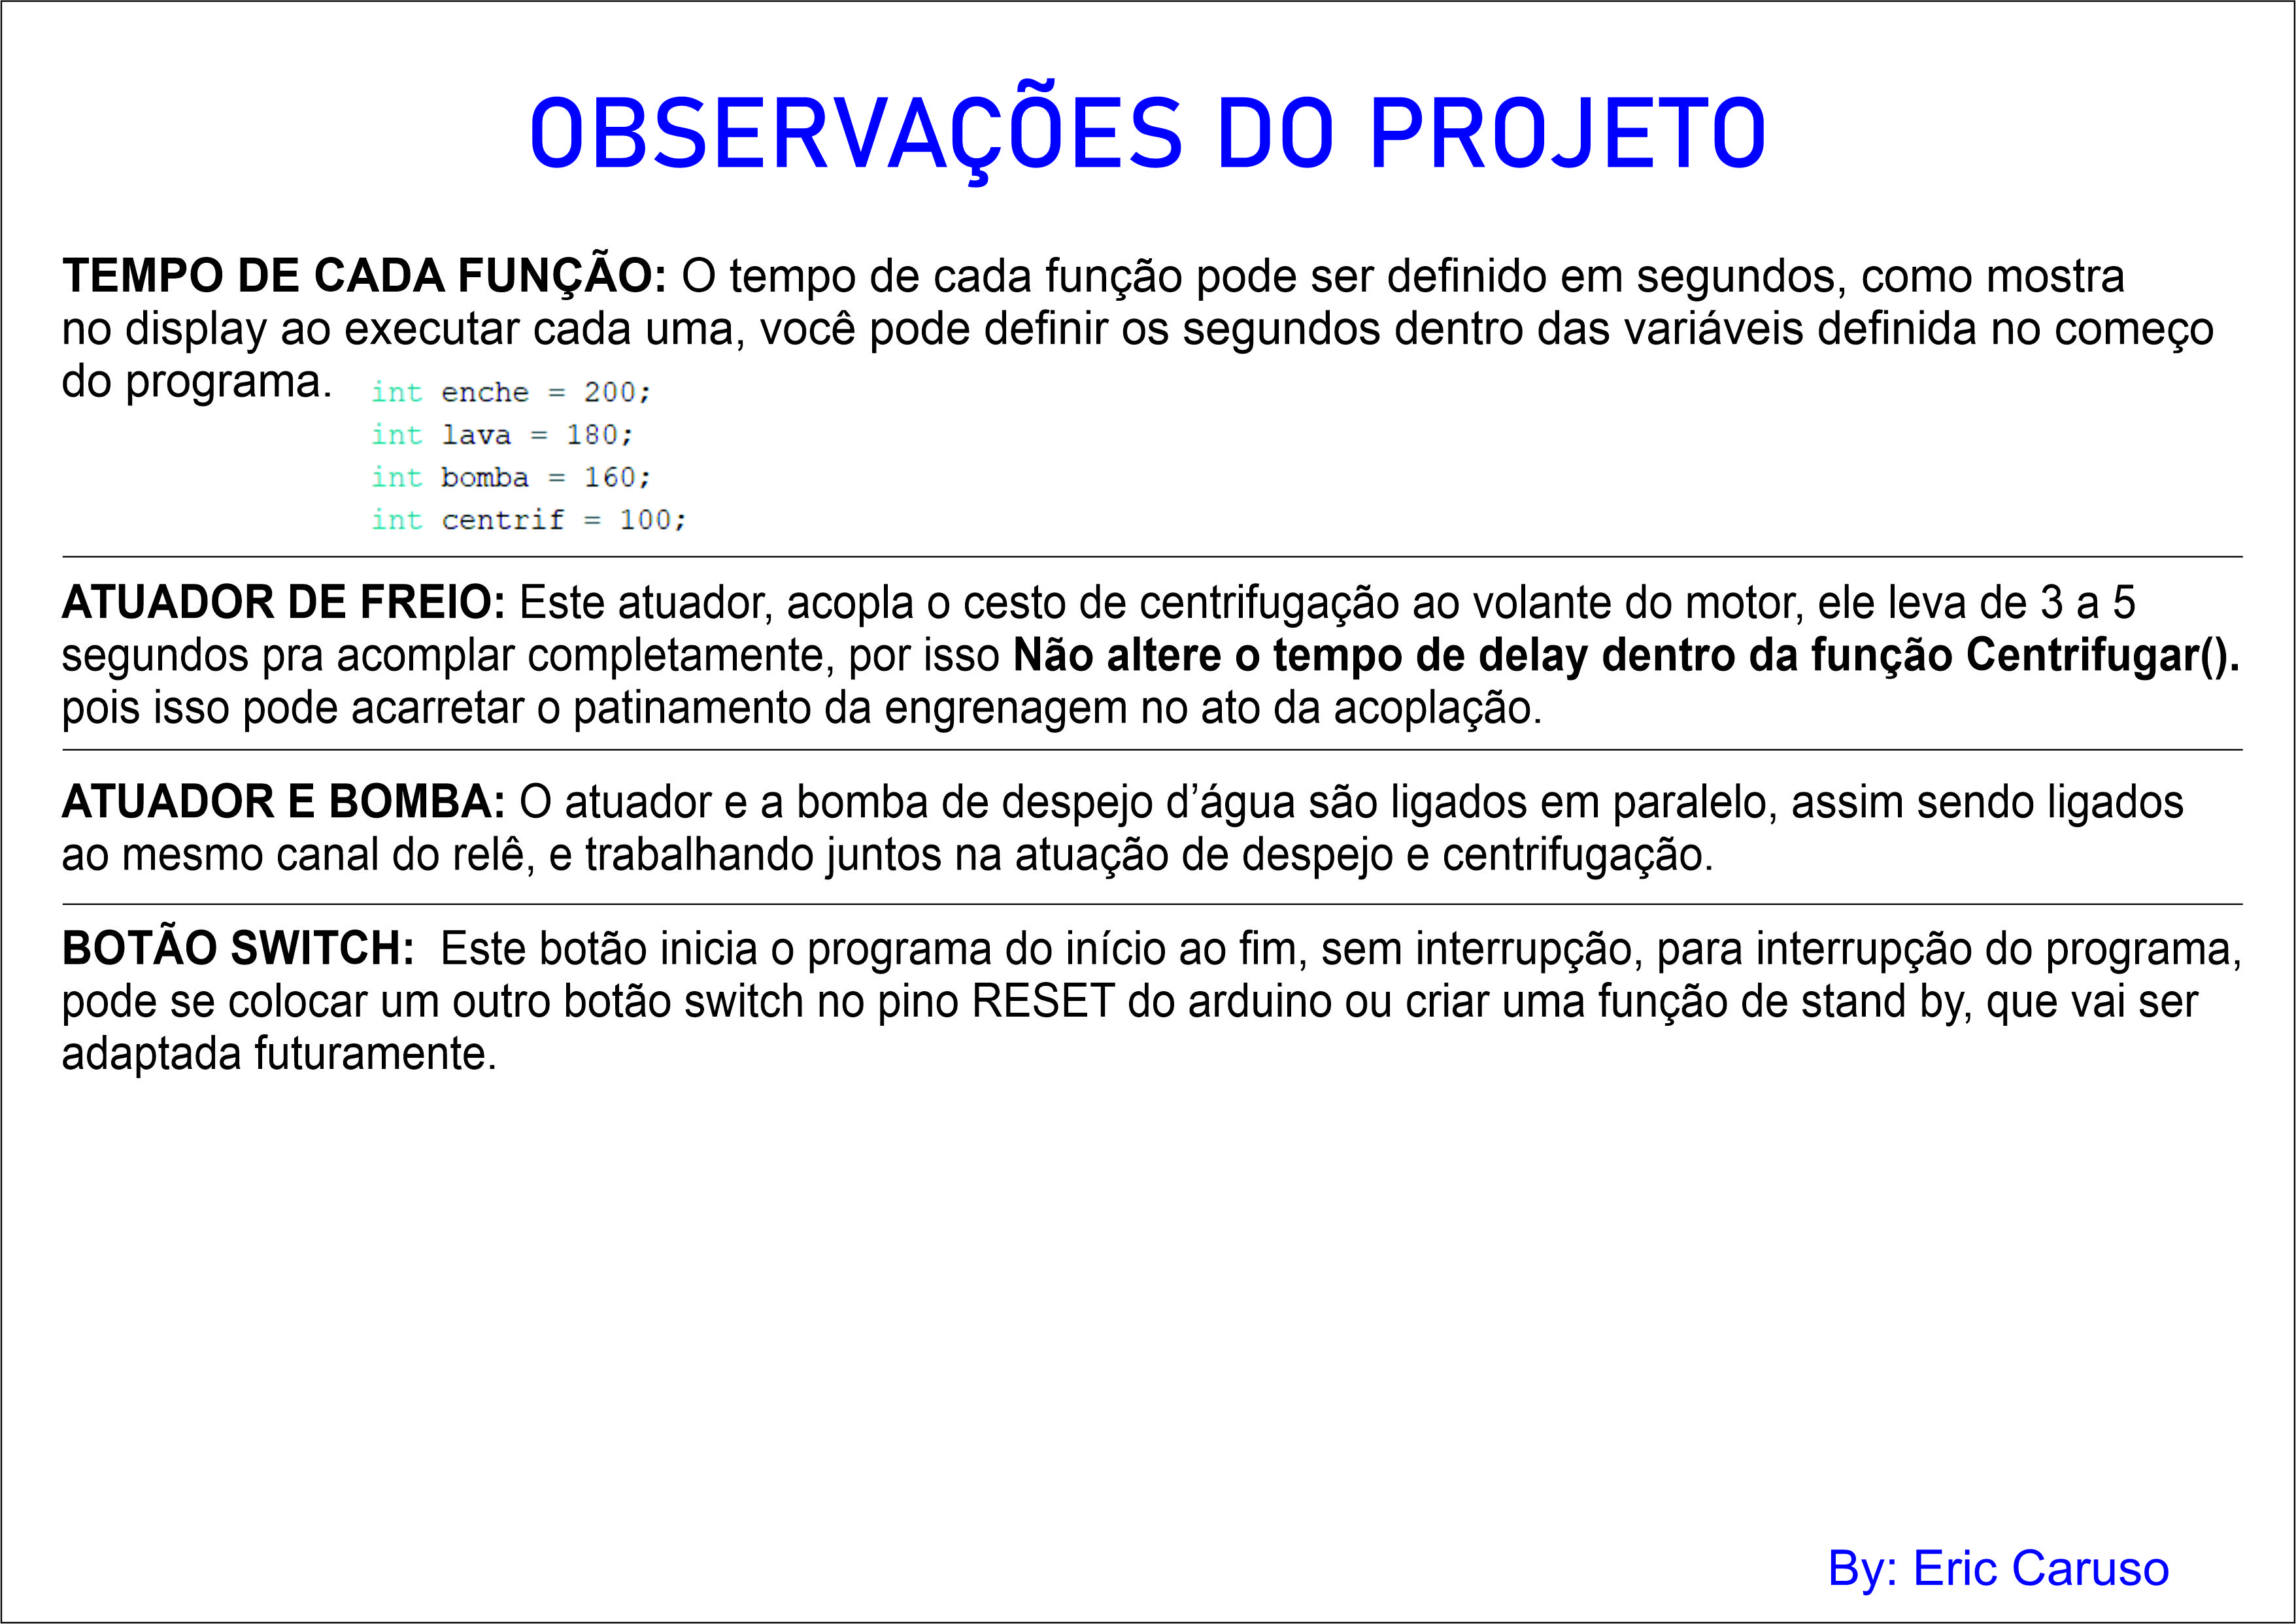 OBSERVAÇÕES DO PROJETO
TEMPO DE CADA FUNÇÃO: O tempo de cada função pode ser definido em segundos, como mostra
no display ao executar cada uma, você pode definir os segundos dentro das variáveis definida no começo
do programa.
int enche = 200;
int lava = 180;
int bomba = 160;
int centrif = 100;
ATUADOR DE FREIO: Este atuador, acopla o cesto de centrifugação ao volante do motor, ele leva de 3 a 5
segundos pra acomplar completamente, por isso Não altere o tempo de delay dentro da função Centrifugar().
pois isso pode acarretar o patinamento da engrenagem no ato da acoplação.
ATUADOR E BOMBA: O atuador e a bomba de despejo d’água são ligados em paralelo, assim sendo ligados
ao mesmo canal do relê, e trabalhando juntos na atuação de despejo e centrifugação.
BOTÃO SWITCH: Este botão inicia o programa do início ao fim, sem interrupção, para interrupção do programa,
pode se colocar um outro botão switch no pino RESET do arduino ou criar uma função de stand by, que vai ser
adaptada futuramente.
By: Eric Caruso